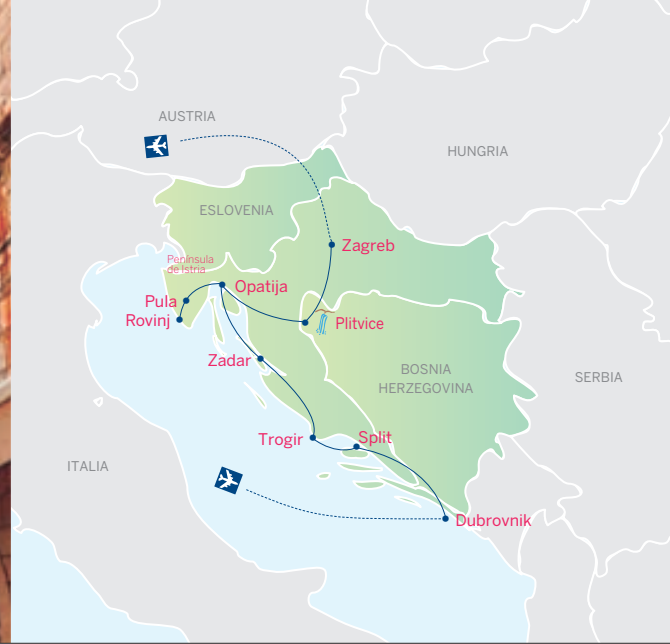 AUSTRIA
HUNGRIA
ESLOVENIA
Zagreb
Península
de Istria
Opatija
Pula
Rovinj
Plitvice
Zadar
BOSNIA
HERZEGOVINA
SERBIA
Trogir
Split
ITALIA
Dubrovnik